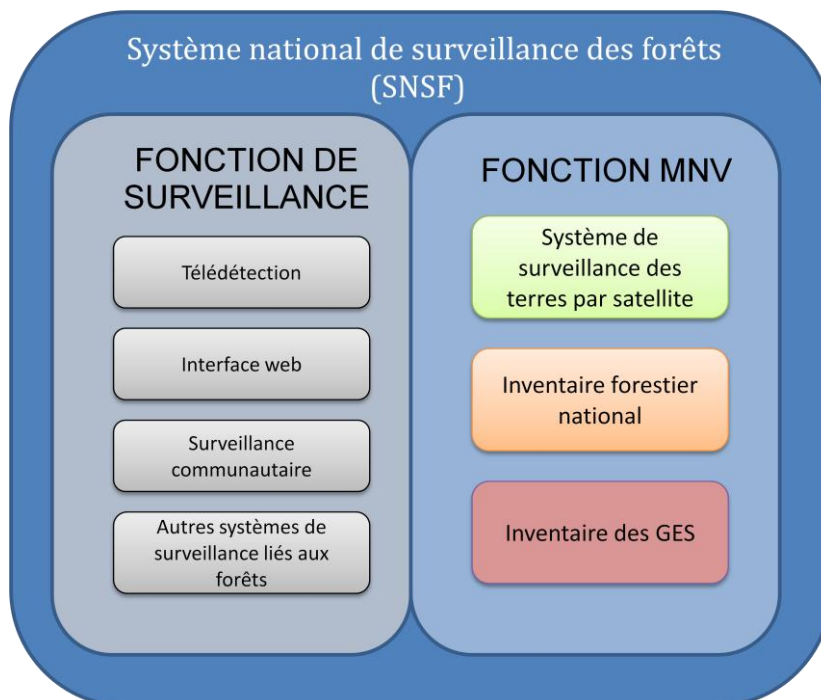 Système national de surveillance des forêts
(SNSF)
FONCTION DE
SURVEILLANCE
Télédétection
Interface web
Surveillance
communautaire
Autres systèmes de
surveillance liés aux
forêts
FONCTION MNV
Système de
surveillance des
terres par satellite
Inventaire forestier
national
Inventaire des GES